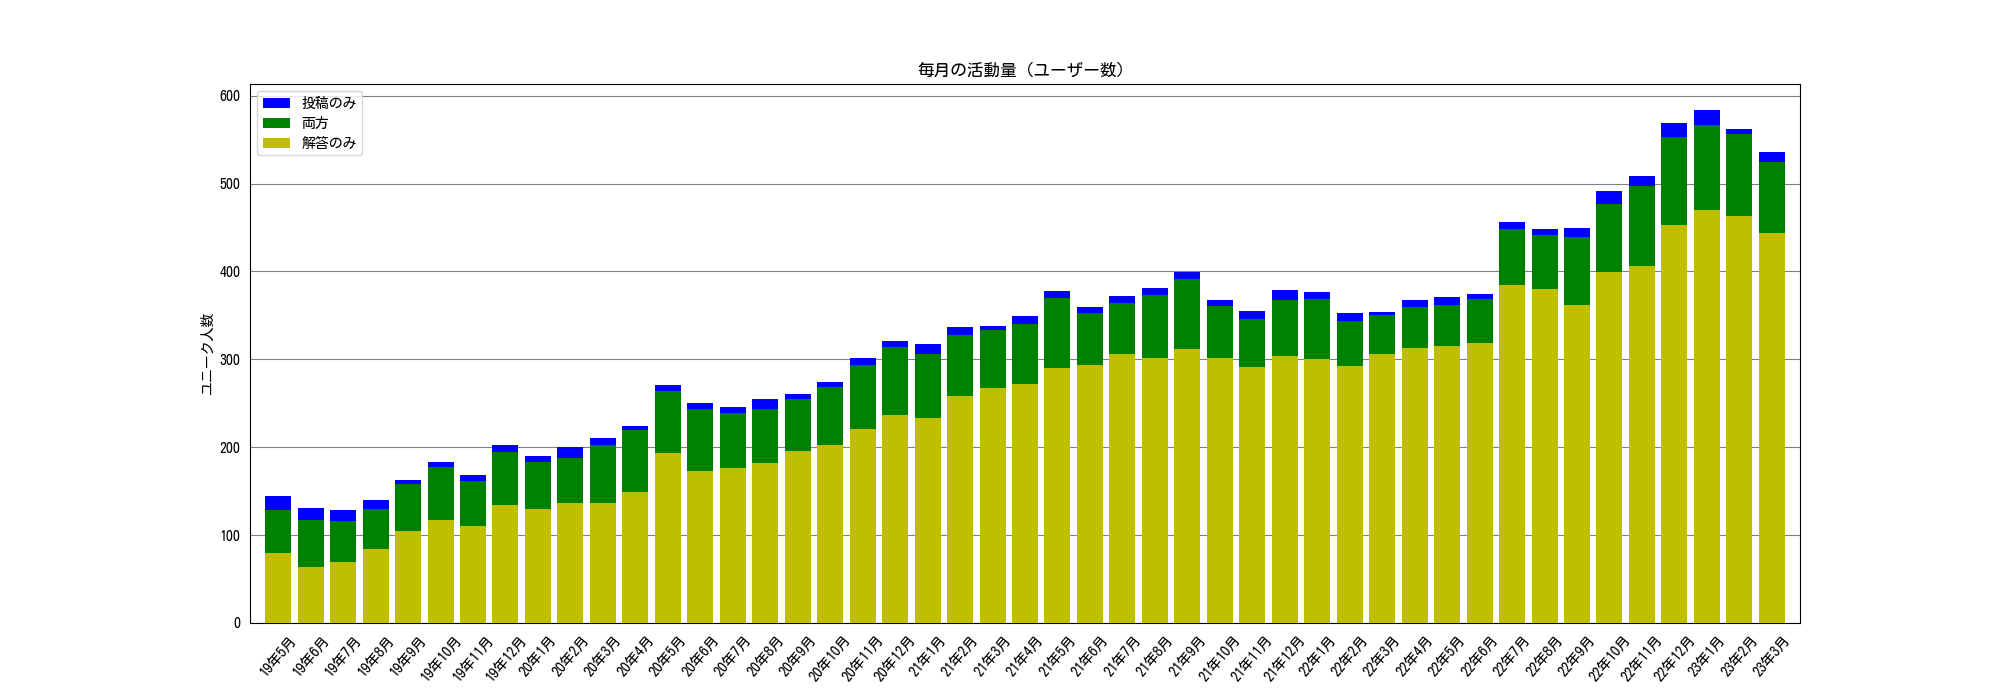 毎月の活動量（ユーザー数）
投稿のみ
両方
解答のみ
ユニーク人数
600
500
400
300
200
100
0
19年5月
19年6月
19年7月
19年8月
19年9月
19年10月
19年11月
19年12月
20年1月
20年2月
20年3月
20年4月
20年5月
20年6月
20年7月
20年8月
20年9月
20年10月
20年11月
20年12月
21年1月
21年2月
21年3月
21年4月
21年5月
21年6月
21年7月
21年8月
21年9月
21年10月
21年11月
21年12月
22年1月
22年2月
22年3月
22年4月
22年5月
22年6月
22年7月
22年8月
22年9月
22年10月
22年11月
22年12月
23年1月
23年2月
23年3月